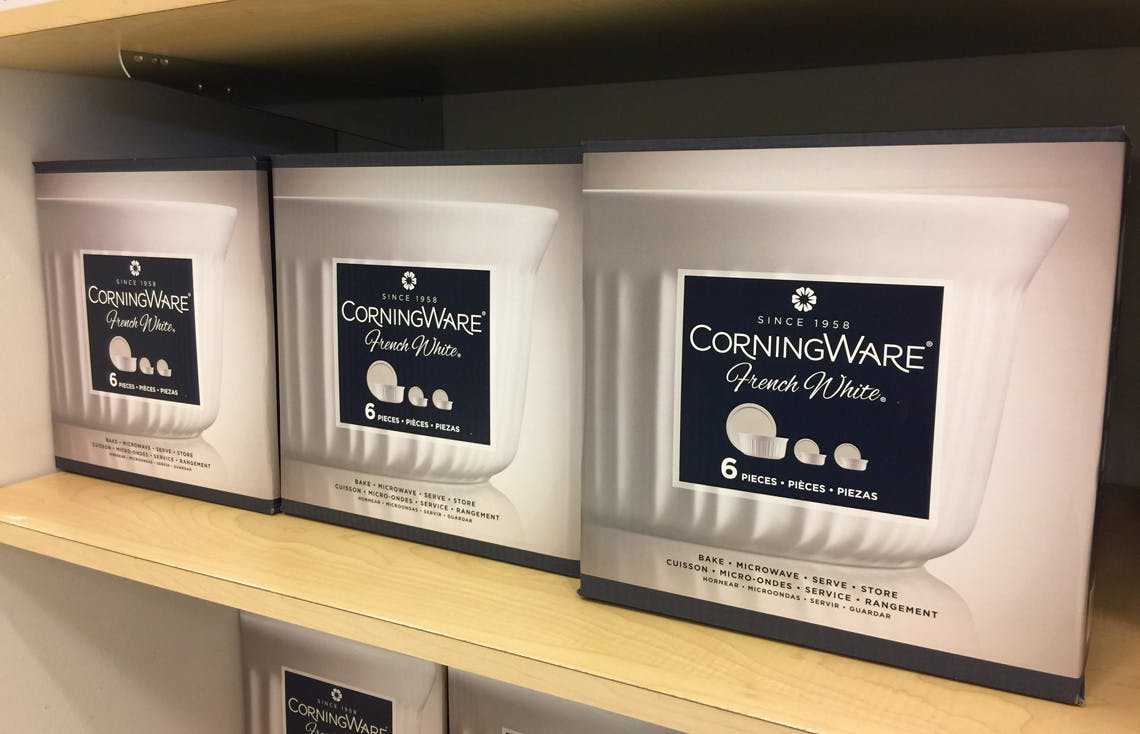 SINCE 1958
CORNINGWARE®
French White®
6 PIECES • PIÈCES • PIEZAS
BAKE • MICROWAVE • SERVE • STORE
CUISSON • MICRO-ONDES • SERVICE • RANGEMENT
HORNEAR • MICROONDAS • SERVIR • GUARDAR
SINCE 1958
CORNINGWARE®
French White®
6 PIECES • PIÈCES • PIEZAS
BAKE • MICROWAVE • SERVE • STORE
CUISSON • MICRO-ONDES • SERVICE • RANGEMENT
HORNEAR • MICROONDAS • SERVIR • GUARDAR
SINCE 1958
CORNINGWARE®
French White®
6 PIECES • PIÈCES • PIEZAS
BAKE • MICROWAVE • SERVE • STORE
CUISSON • MICRO-ONDES • SERVICE • RANGEMENT
HORNEAR • MICROONDAS • SERVIR • GUARDAR
SINCE 1958
CORNINGWARE